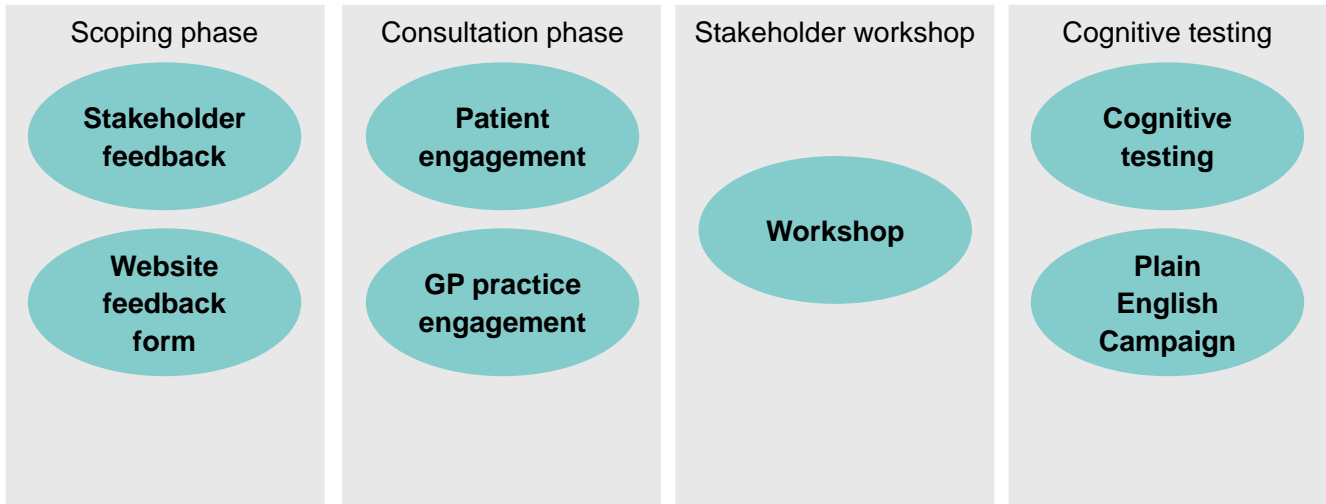 Scoping phase
Stakeholder
feedback
Website
feedback
form
Consultation phase
Patient
engagement
GP practice
engagement
Stakeholder workshop
Workshop
Cognitive testing
Cognitive
testing
Plain
English
Campaign